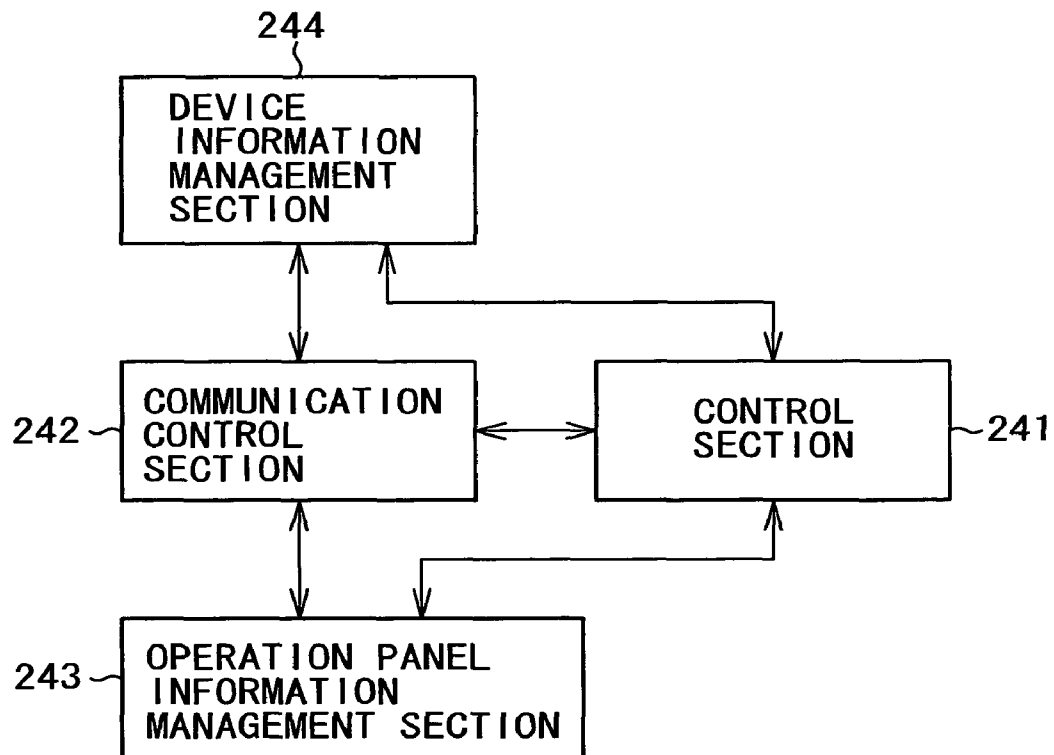 244
DEVICE
INFORMATION
MANAGEMENT
SECTION
242
COMMUNICATION
CONTROL
SECTION
CONTROL
SECTION
241
243
OPERATION PANEL
INFORMATION
MANAGEMENT SECTION